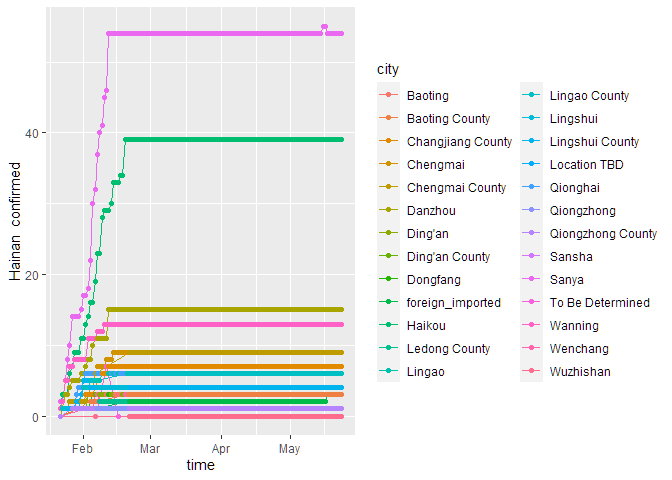 Hainan_confirmed
40
20
0
Feb
Mar
Apr
May
time
city
Baoting
Baoting County
Changjiang County
Chengmai
Chengmai County
Danzhou
Ding'an
Ding'an County
Dongfang
foreign_imported
Haikou
Ledong County
Lingao
Lingao County
Lingshui
Lingshui County
Location TBD
Qionghai
Qiongzhong
Qiongzhong County
Sansha
Sanya
To Be Determined
Wanning
Wenchang
Wuzhishan